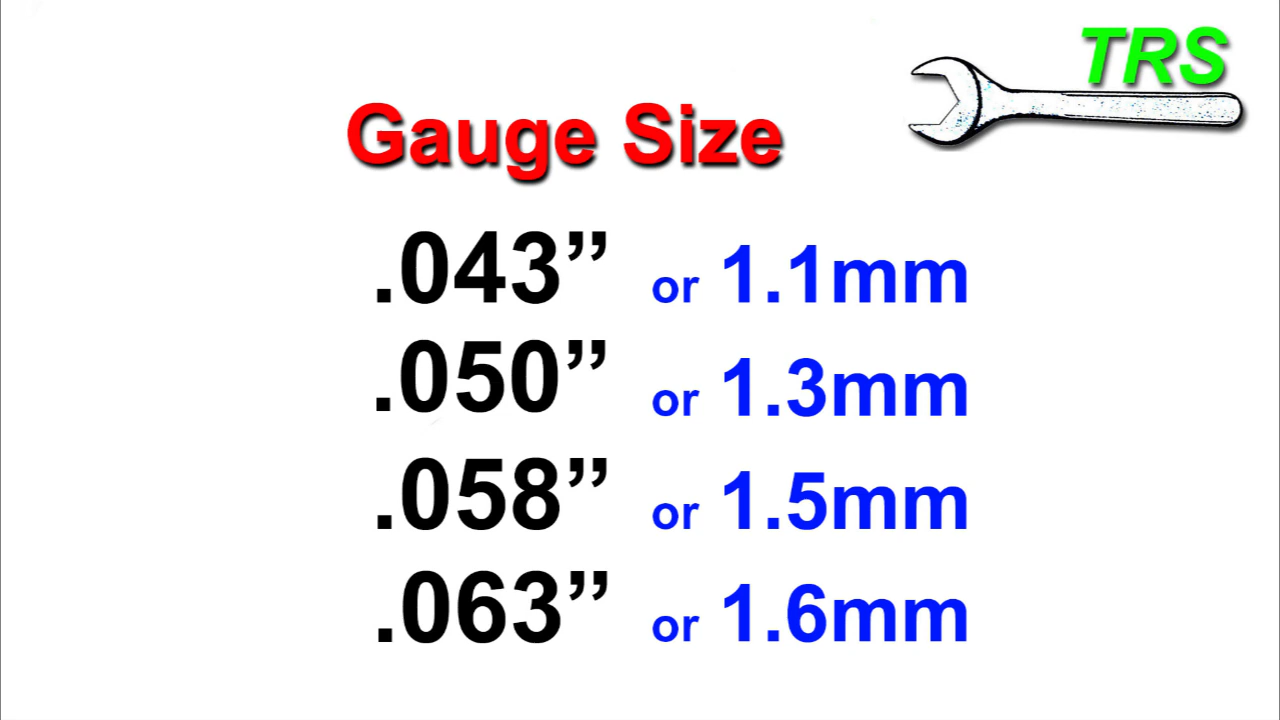 TRS
Gauge Size
.043” or 1.1mm
.050” or 1.3mm
.058” or 1.5mm
.063” or 1.6mm